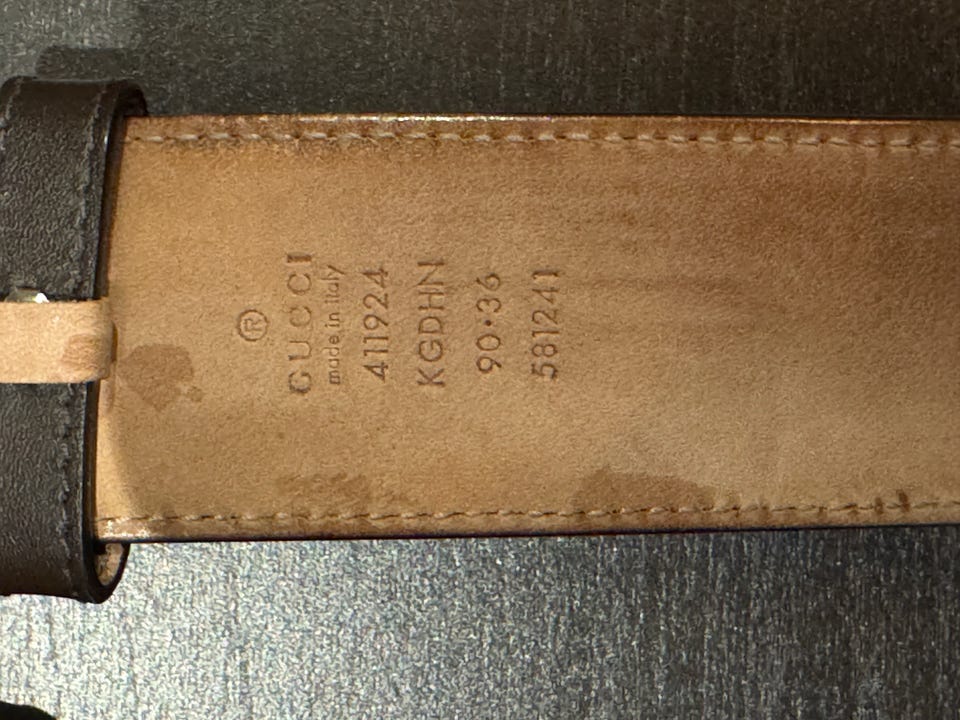 ®
GUCCI
made in italy
411924
KGDHN
90·36
581241